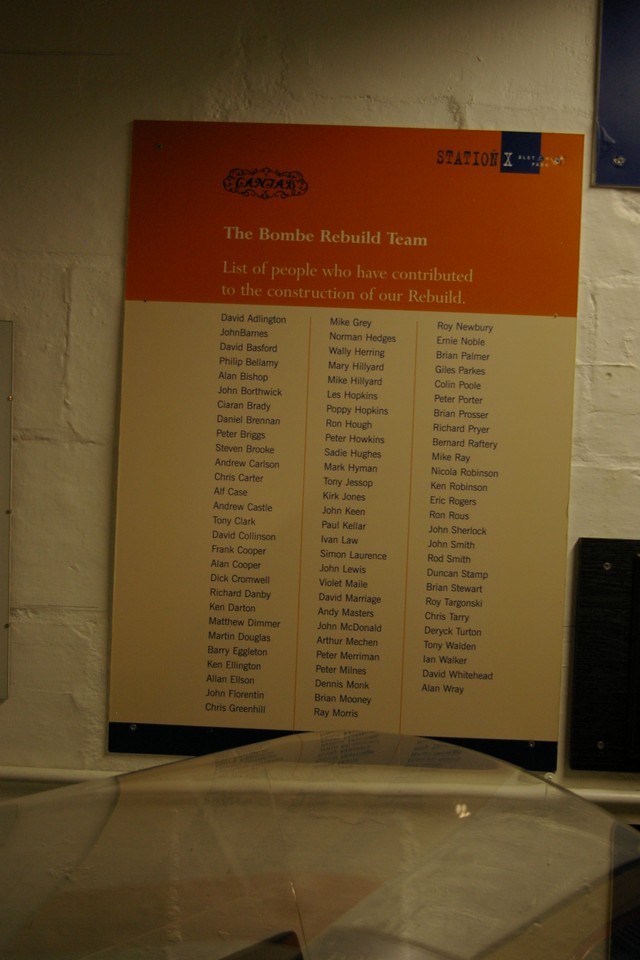 STATION X
CANTAB
The Bombe Rebuild Team
List of people who have contributed
to the construction of our Rebuild.
David Adlington
JohnBarnes
David Basford
Philip Bellamy
Alan Bishop
John Borthwick
Ciaran Brady
Daniel Brennan
Peter Briggs
Steven Brooke
Andrew Carlson
Chris Carter
Alf Case
Andrew Castle
Tony Clark
David Collinson
Frank Cooper
Alan Cooper
Dick Cromwell
Richard Danby
Ken Darton
Matthew Dimmer
Martin Douglas
Barry Eggleton
Ken Ellington
Allan Ellson
John Florentin
Chris Greenhill
Mike Grey
Norman Hedges
Wally Herring
Mary Hillyard
Mike Hillyard
Les Hopkins
Poppy Hopkins
Ron Hough
Peter Howkins
Sadie Hughes
Mark Hyman
Tony Jessop
Kirk Jones
John Keen
Paul Kellar
Ivan Law
Simon Laurence
John Lewis
Violet Maile
David Marriage
Andy Masters
John McDonald
Arthur Mechen
Peter Merriman
Peter Milnes
Dennis Monk
Brian Mooney
Ray Morris
Roy Newbury
Ernie Noble
Brian Palmer
Giles Parkes
Colin Poole
Peter Porter
Brian Prosser
Richard Pryer
Bernard Raftery
Mike Ray
Nicola Robinson
Ken Robinson
Eric Rogers
Ron Rous
John Sherlock
John Smith
Rod Smith
Duncan Stamp
Brian Stewart
Roy Targonski
Chris Tarry
Deryck Turton
Tony Walden
Ian Walker
David Whitehead
Alan Wray